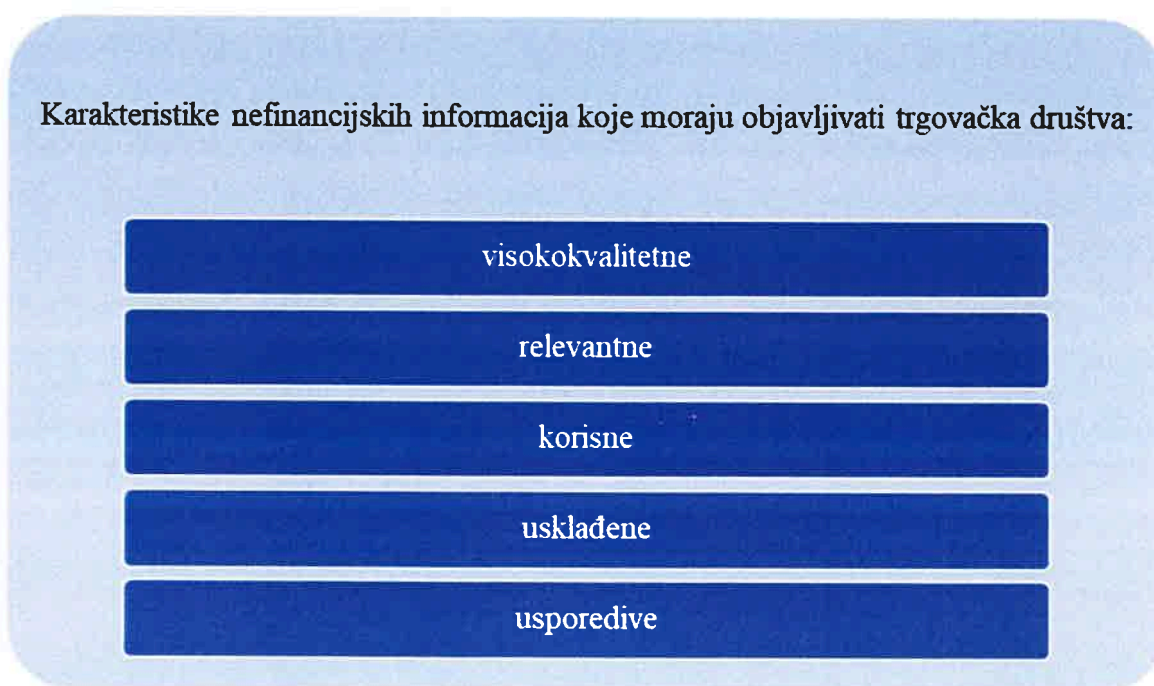 Karakteristike nefinancijskih informacija koje moraju objavljivati trgovačka društva:
visokokvalitetne
relevantne
korisne
usklađene
usporedive